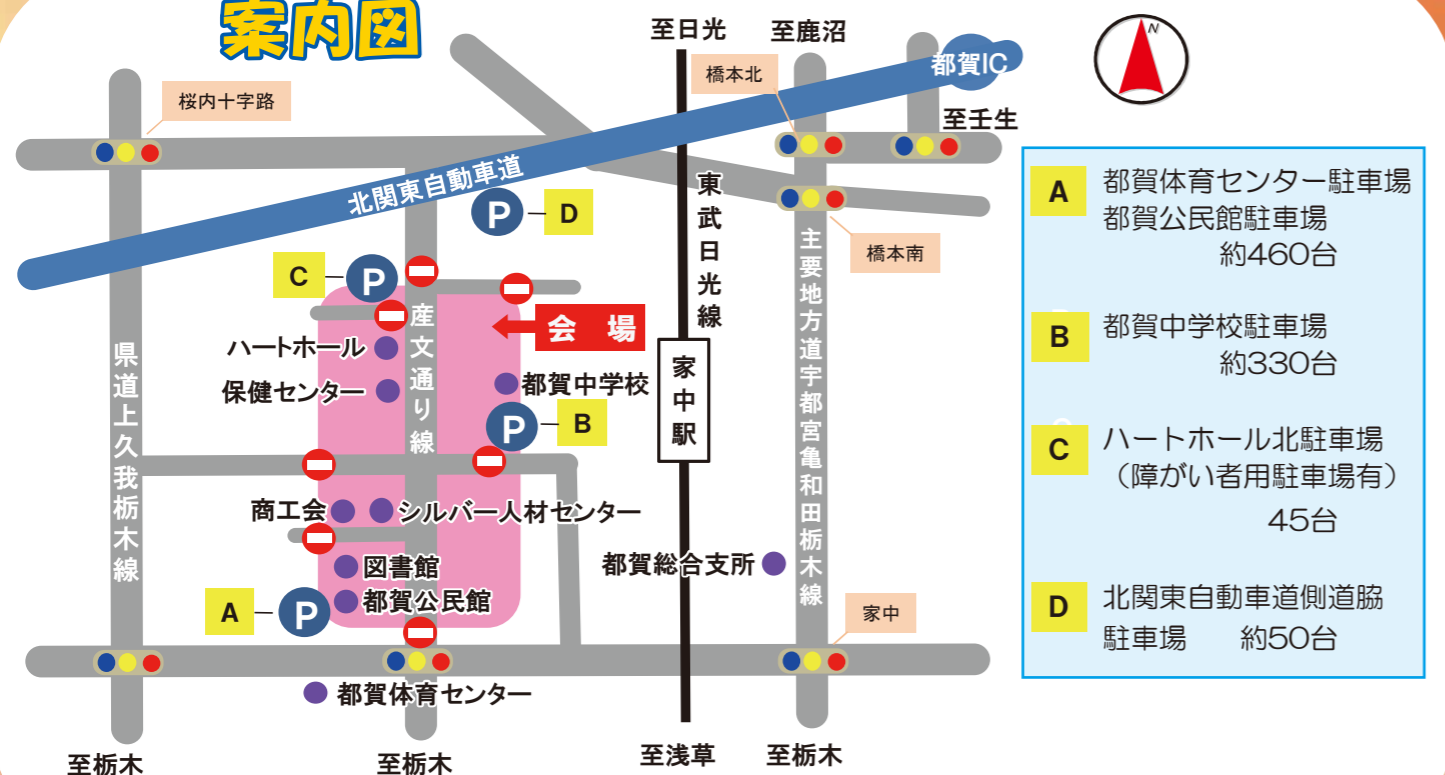 案内図
至日光
至鹿沼
都賀IC
N
橋本北
桜内十字路
至壬生
北関東自動車道
P
D
東武日光線
橋本南
C
P
主要地方道宇都宮亀和田栃木線
会 場
産文通り線
ハートホール
県道上久我栃木線
家中駅
保健センター
都賀中学校
P
B
商工会
シルバー人材センター
図書館
都賀総合支所
都賀公民館
A
P
家中
都賀体育センター
至栃木
至栃木
至浅草
至栃木
A 都賀体育センター駐車場
都賀公民館駐車場
約460台
B 都賀中学校駐車場
約330台
C ハートホール北駐車場
（障がい者用駐車場有）
45台
D 北関東自動車道側道脇
駐車場 約50台